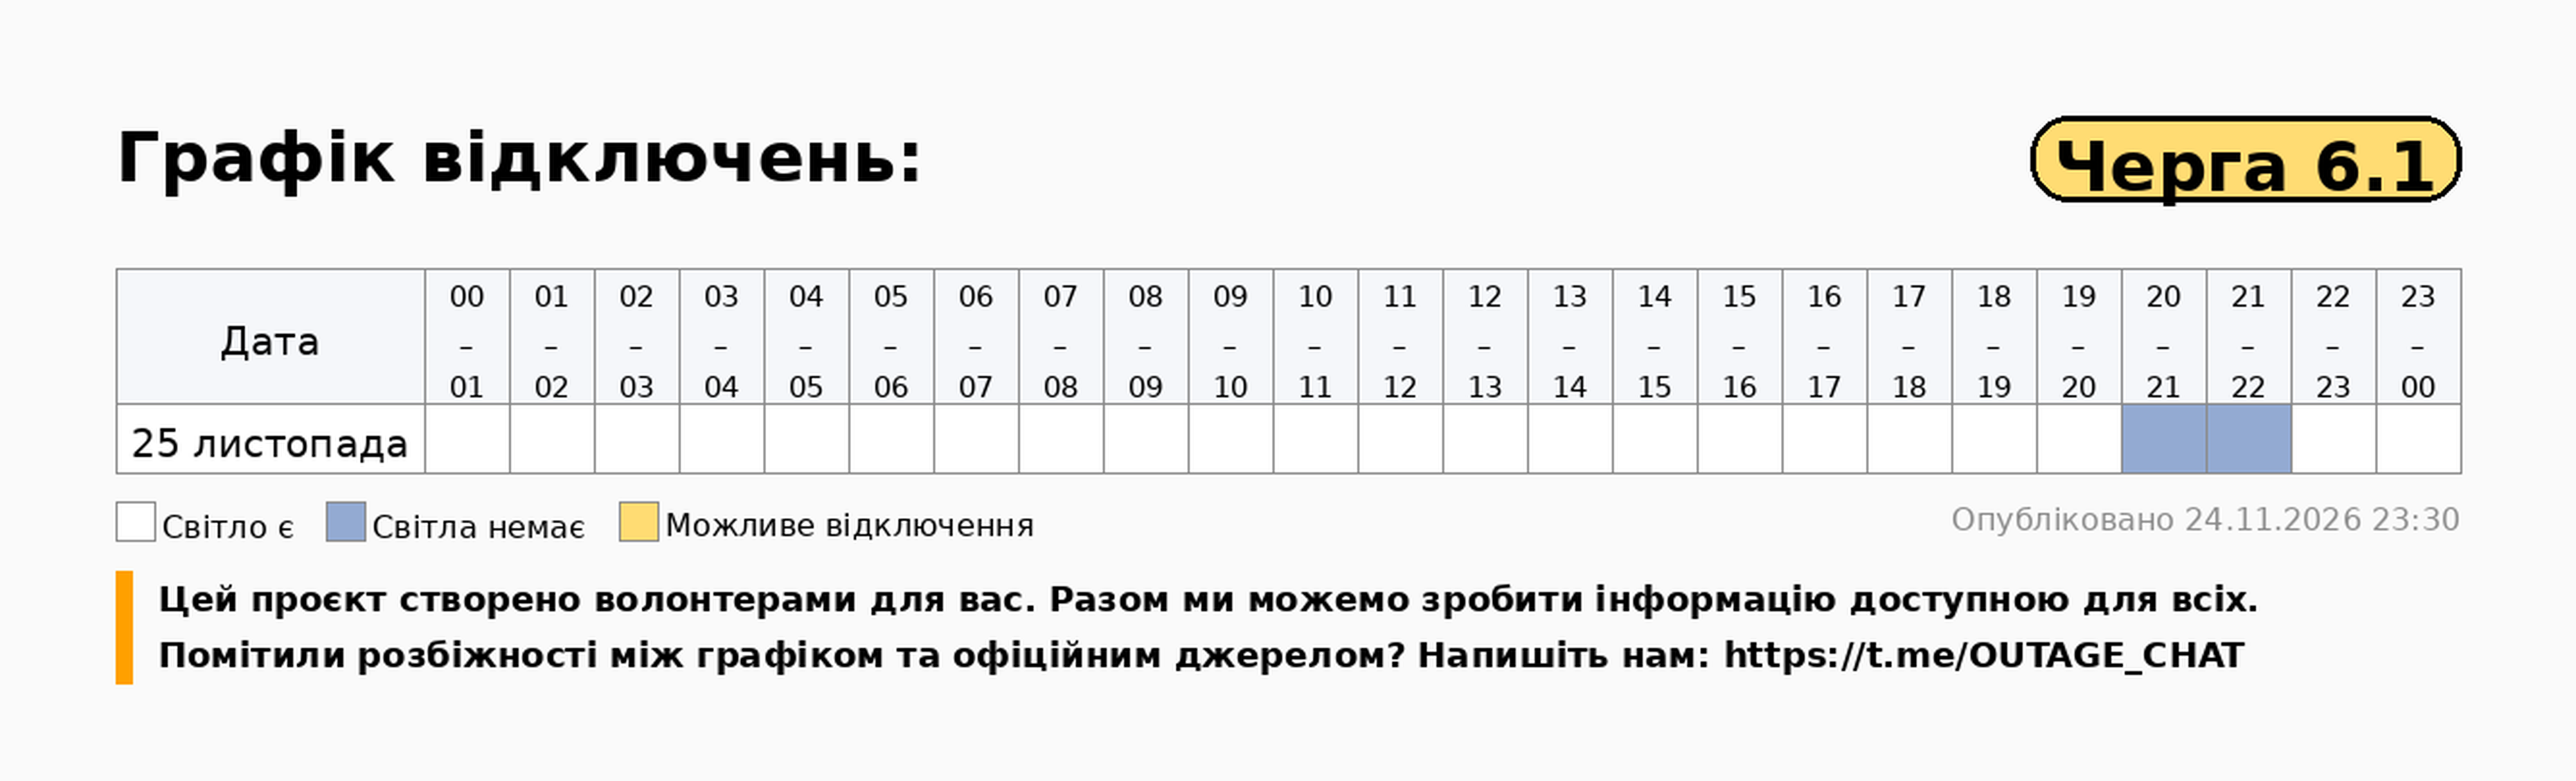 Графік відключень:
Черга 6.1
Дата 00 – 01 01 – 02 02 – 03 03 – 04 04 – 05 05 – 06 06 – 07 07 – 08 08 – 09 09 – 10 10 – 11 11 – 12 12 – 13 13 – 14 14 – 15 15 – 16 16 – 17 17 – 18 18 – 19 19 – 20 20 – 21 21 – 22 22 – 23 23 – 00
25 листопада
Світло є Світла немає Можливе відключення
Опубліковано 24.11.2026 23:30
Цей проєкт створено волонтерами для вас. Разом ми можемо зробити інформацію доступною для всіх.
Помітили розбіжності між графіком та офіційним джерелом? Напишіть нам: https://t.me/OUTAGE_CHAT